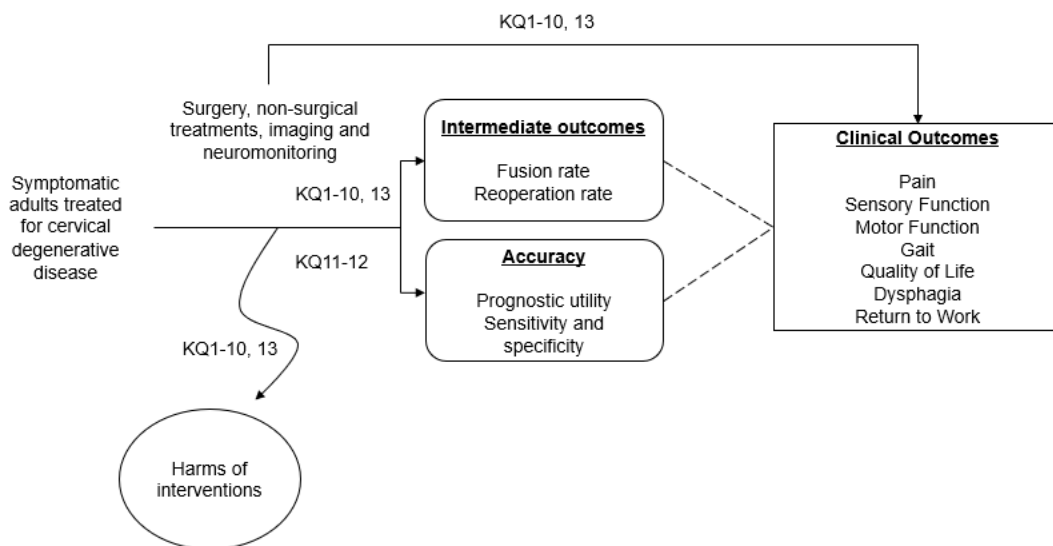 KQ1-10, 13
Surgery, non-surgical
treatments, imaging and
neuromonitoring
Symptomatic
adults treated
for cervical
degenerative
disease
KQ1-10, 13
KQ11-12
KQ1-10, 13
Harms of
interventions
Intermediate outcomes
Fusion rate
Reoperation rate
Accuracy
Prognostic utility
Sensitivity and
specificity
Clinical Outcomes
Pain
Sensory Function
Motor Function
Gait
Quality of Life
Dysphagia
Return to Work